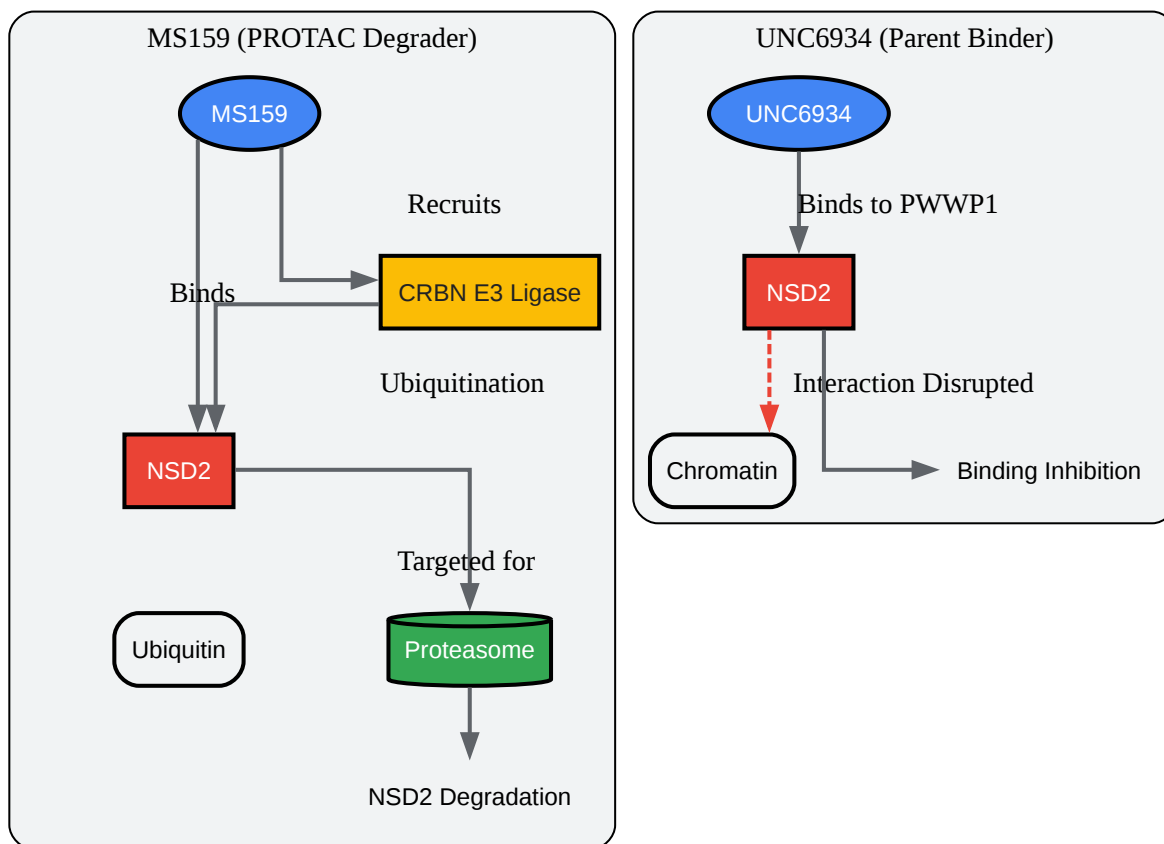 MS159 (PROTAC Degrader)
MS159
Recruits
CRBN E3 Ligase
Binds
Ubiquitination
NSD2
Targeted for
Ubiquitin
Proteasome
NSD2 Degradation
UNC6934 (Parent Binder)
UNC6934
Binds to PWWP1
NSD2
Interaction Disrupted
Chromatin
Binding Inhibition